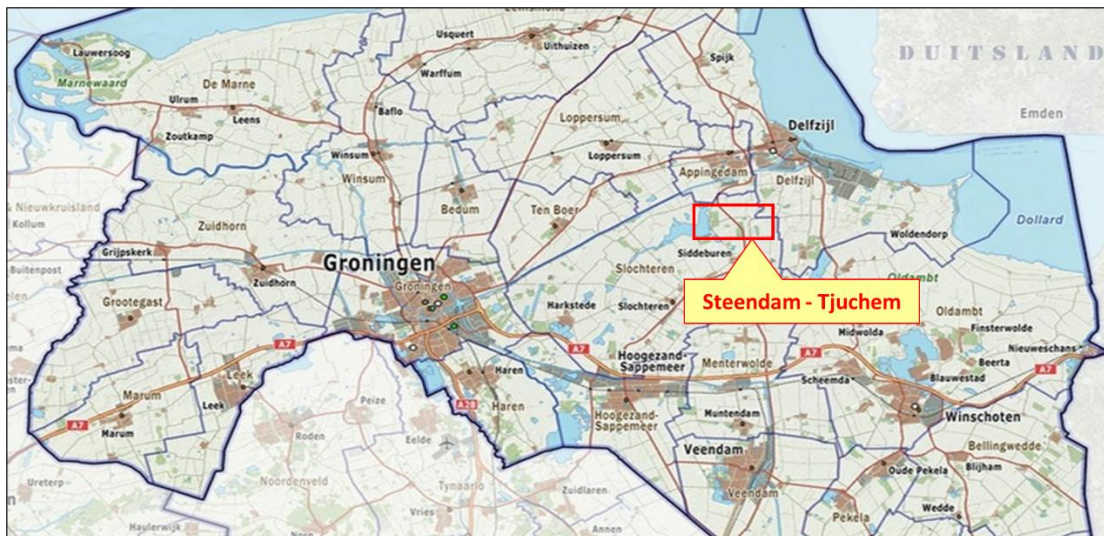 Eemsmond
Usquert
Uithuizen
Lauwersoog
Marnewaard
De Marne
Warffum
Spijk
DUITSLAND
Ulrum
Leens
Baflo
Loppersum
Emden
Zoutkamp
Delfzijl
Winsum
Loppersum
Winsum
Appingedam
Delfzijl
& Nieuwkruisland
Kollum
Zuidhorn
Bedum
Ten Boer
Dollard
Woldendorp
Grijpskerk
Siddeburen
Buitenpost
Groningen
Slochteren
Zuidhorn
Groningen
Oldambt
Grootegast
Harkstede
Slochteren
Steendam - Tjuchem
Oldambt
Midwolda
Finsterwolde
A7
A7
A7
Nieuweschans
Hoogezand-
Sappemeer
Menterwolde
Beerta
A7
Leek
Haren
Scheemda
Blauwestad
Marum
Peize
Leek
A28
Haren
Hoogezand-
Sappemeer
Muntendam
Winschoten
A7
Marum
Roden
Eelde
Veendam
Bellingwedde
Oude Pekela
Blijham
Ureterp
Noordenveld
Tynaarlo
Zuidlaren
Veendam
Vries
Pekela
Wedde
Haulerwijk
Annen